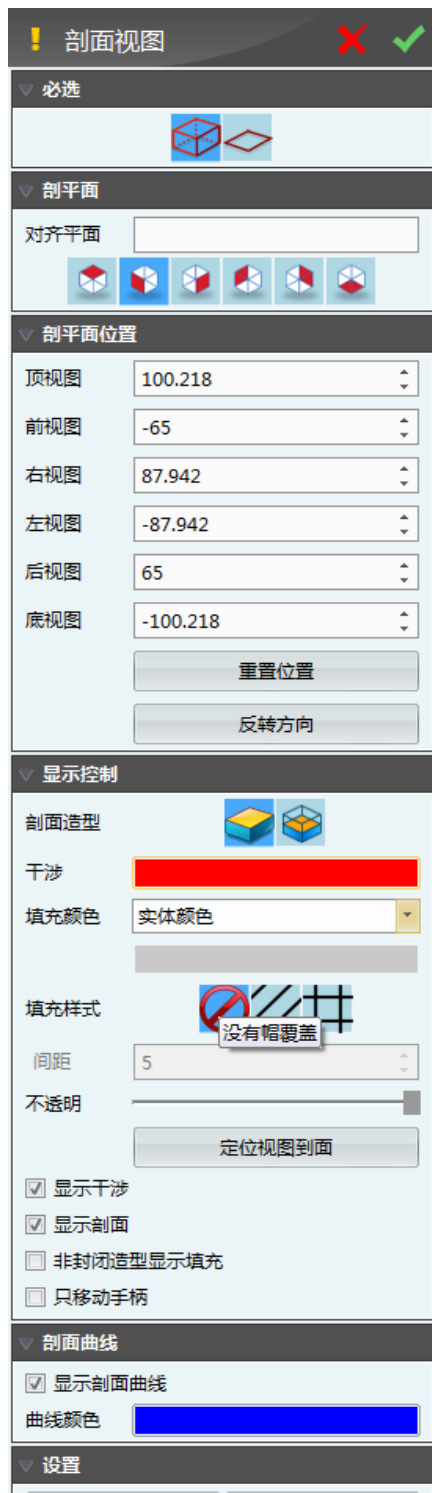 剖面视图
必选
剖平面
对齐平面
剖平面位置
顶视图 100.218
前视图 -65
右视图 87.942
左视图 -87.942
后视图 65
底视图 -100.218
重置位置
反转方向
显示控制
剖面造型
干涉
填充颜色 实体颜色
填充样式
没有帽覆盖
间距 5
不透明
定位视图到面
显示干涉
显示剖面
非封闭造型显示填充
只移动手柄
剖面曲线
显示剖面曲线
曲线颜色
设置